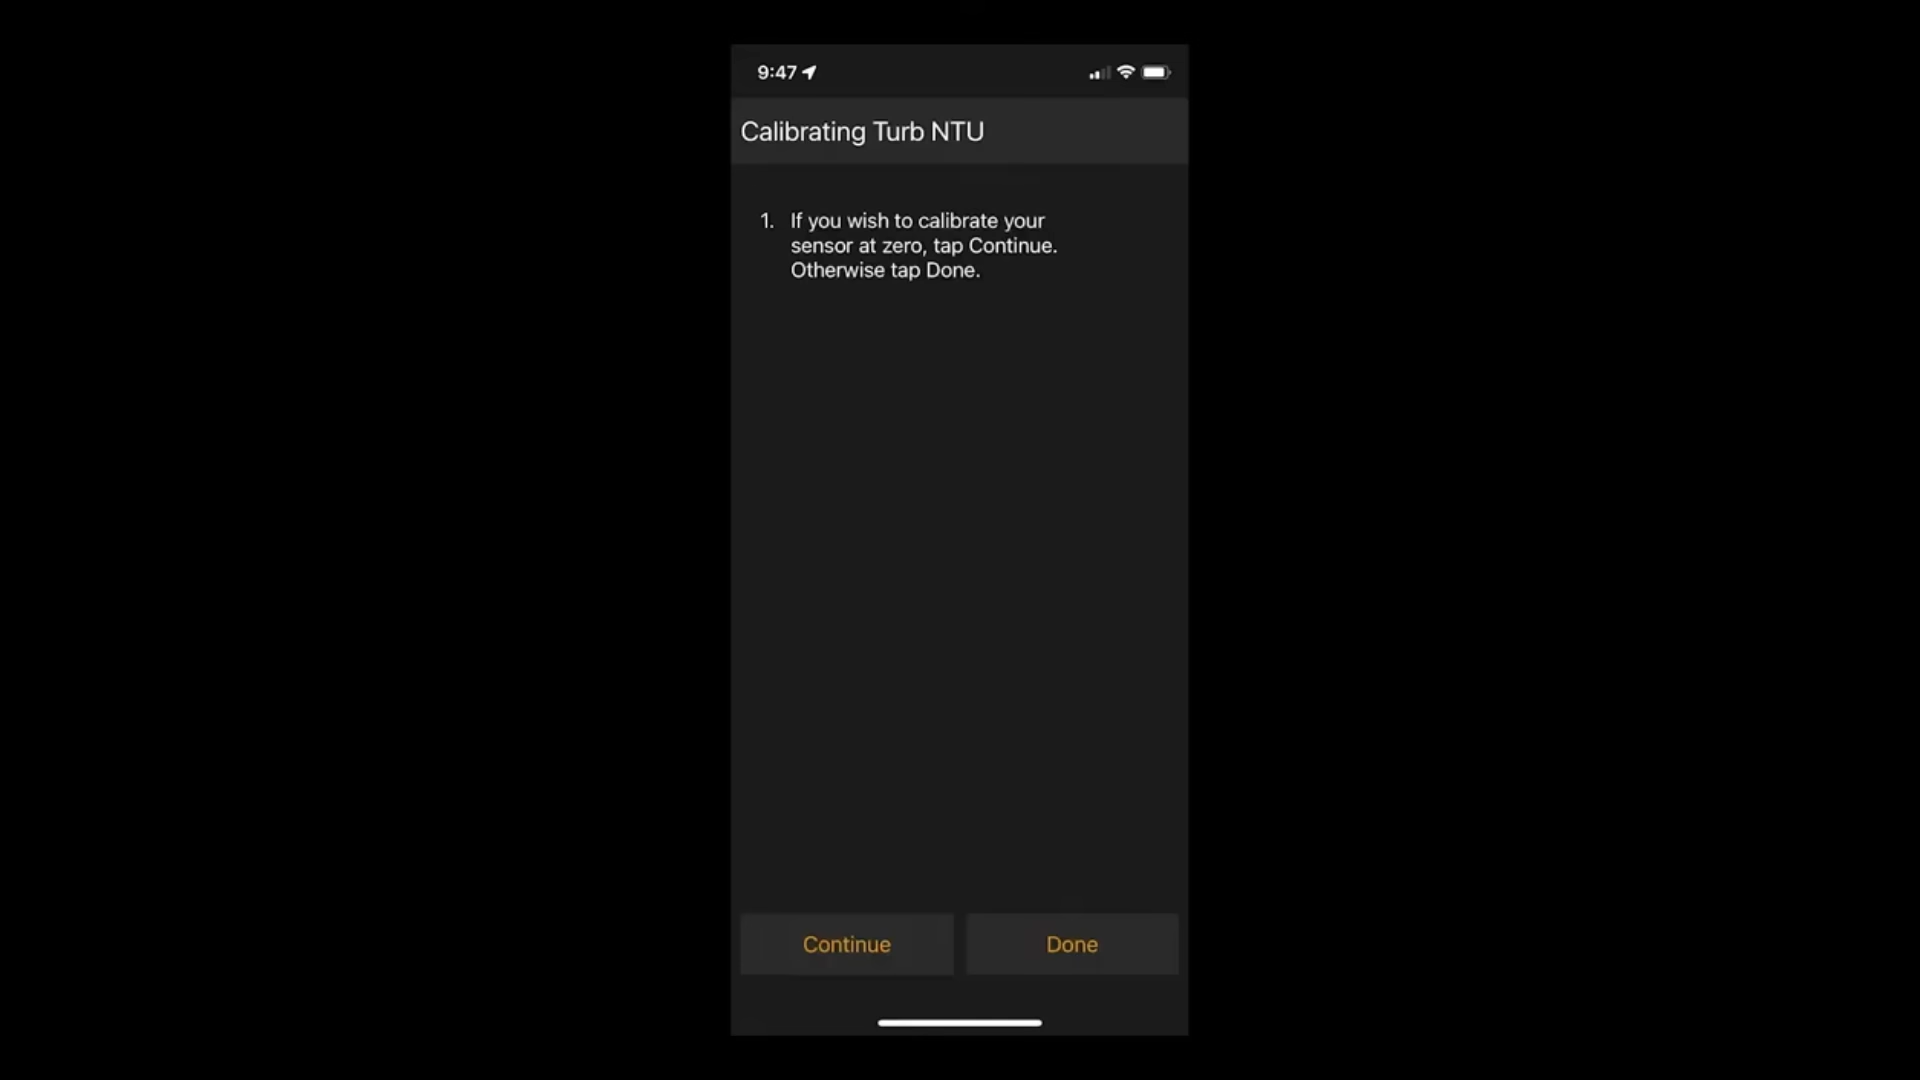 9:47
Calibrating Turb NTU
1. If you wish to calibrate your
sensor at zero, tap Continue.
Otherwise tap Done.
Continue
Done